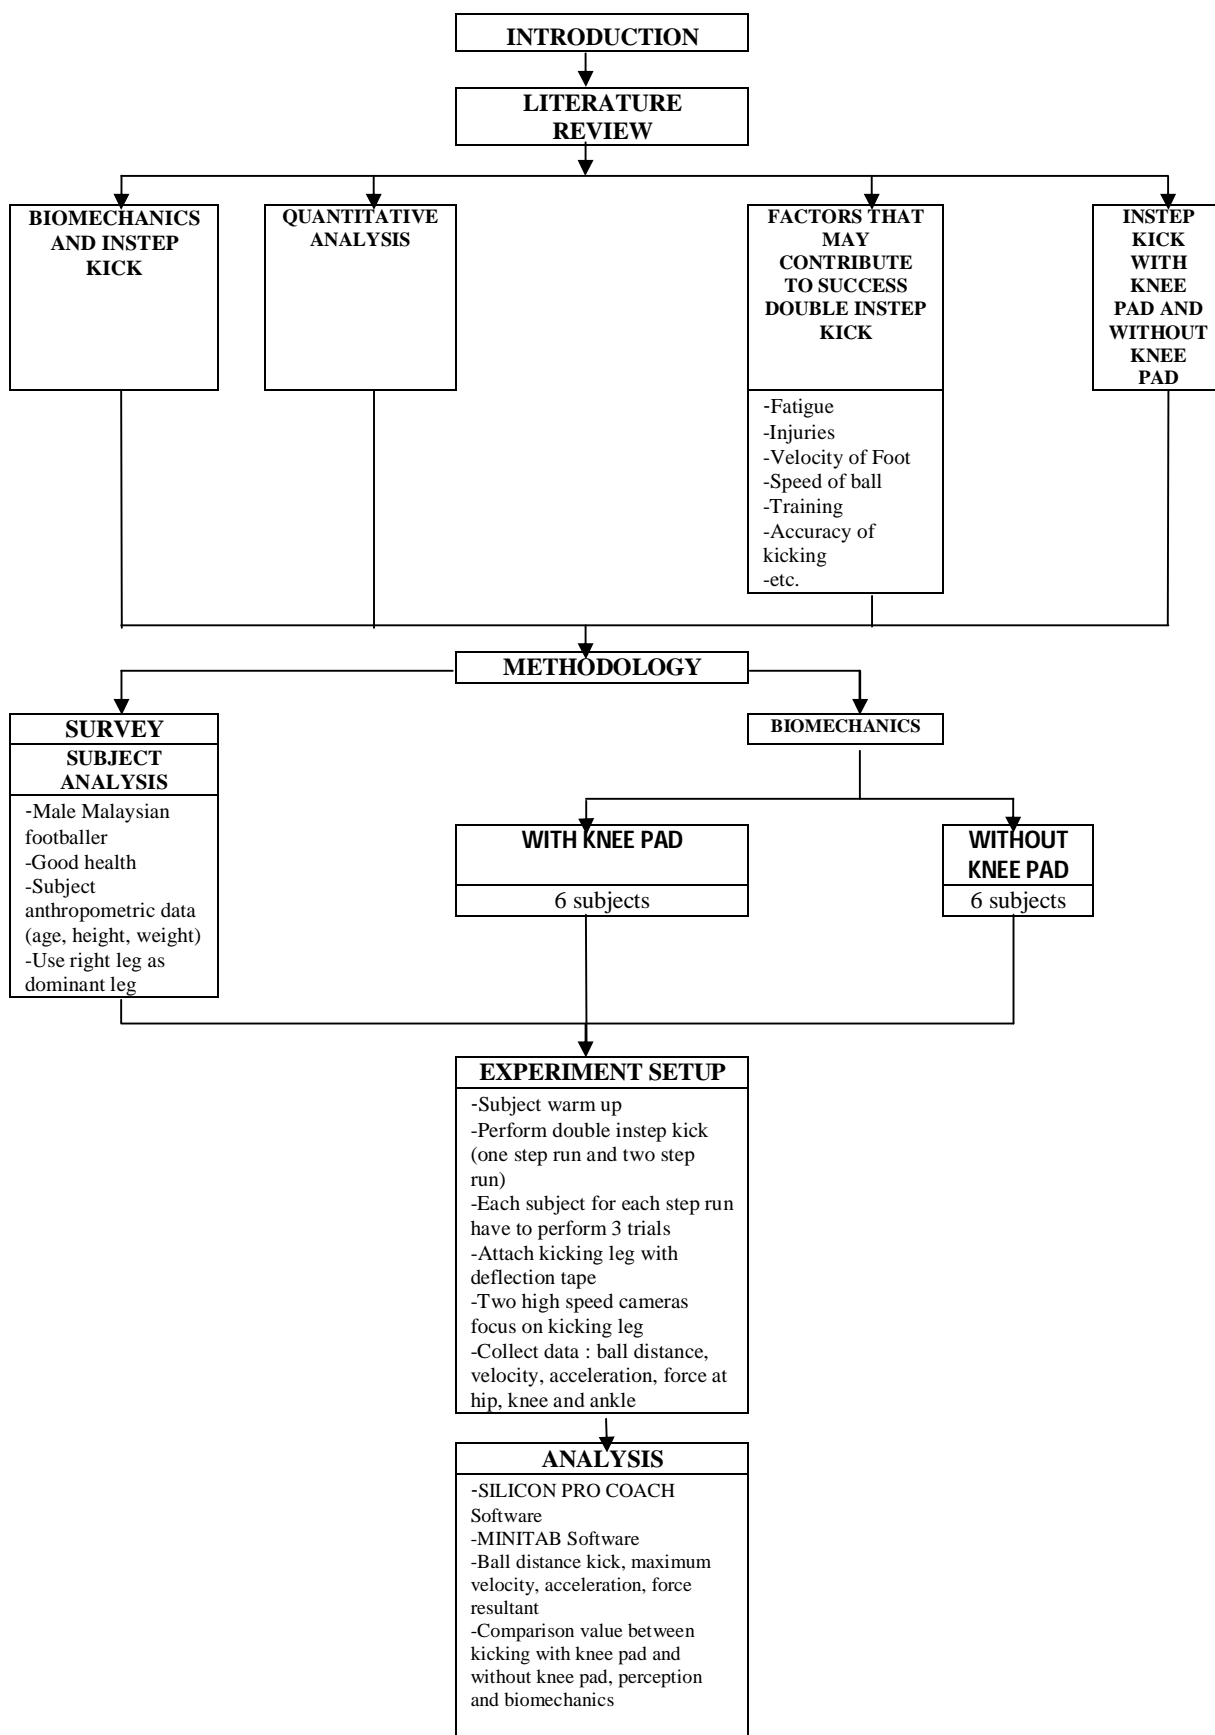 INTRODUCTION
LITERATURE
REVIEW
BIOMECHANICS
AND INSTEP
KICK
QUANTITATIVE
ANALYSIS
FACTORS THAT
MAY
CONTRIBUTE
TO SUCCESS
DOUBLE INSTEP
KICK
-Fatigue
-Injuries
-Velocity of Foot
-Speed of ball
-Training
-Accuracy of
kicking
-etc.
INSTEP
KICK
WITH
KNEE
PAD AND
WITHOUT
KNEE
PAD
METHODOLOGY
SURVEY
SUBJECT
ANALYSIS
-Male Malaysian
footballer
-Good health
-Subject
anthropometric data
(age, height, weight)
-Use right leg as
dominant leg
BIOMECHANICS
WITH KNEE PAD
6 subjects
WITHOUT
KNEE PAD
6 subjects
EXPERIMENT SETUP
-Subject warm up
-Perform double instep kick
(one step run and two step
run)
-Each subject for each step run
have to perform 3 trials
-Attach kicking leg with
deflection tape
-Two high speed cameras
focus on kicking leg
-Collect data : ball distance,
velocity, acceleration, force at
hip, knee and ankle
ANALYSIS
-SILICON PRO COACH
Software
-MINITAB Software
-Ball distance kick, maximum
velocity, acceleration, force
resultant
-Comparison value between
kicking with knee pad and
without knee pad, perception
and biomechanics